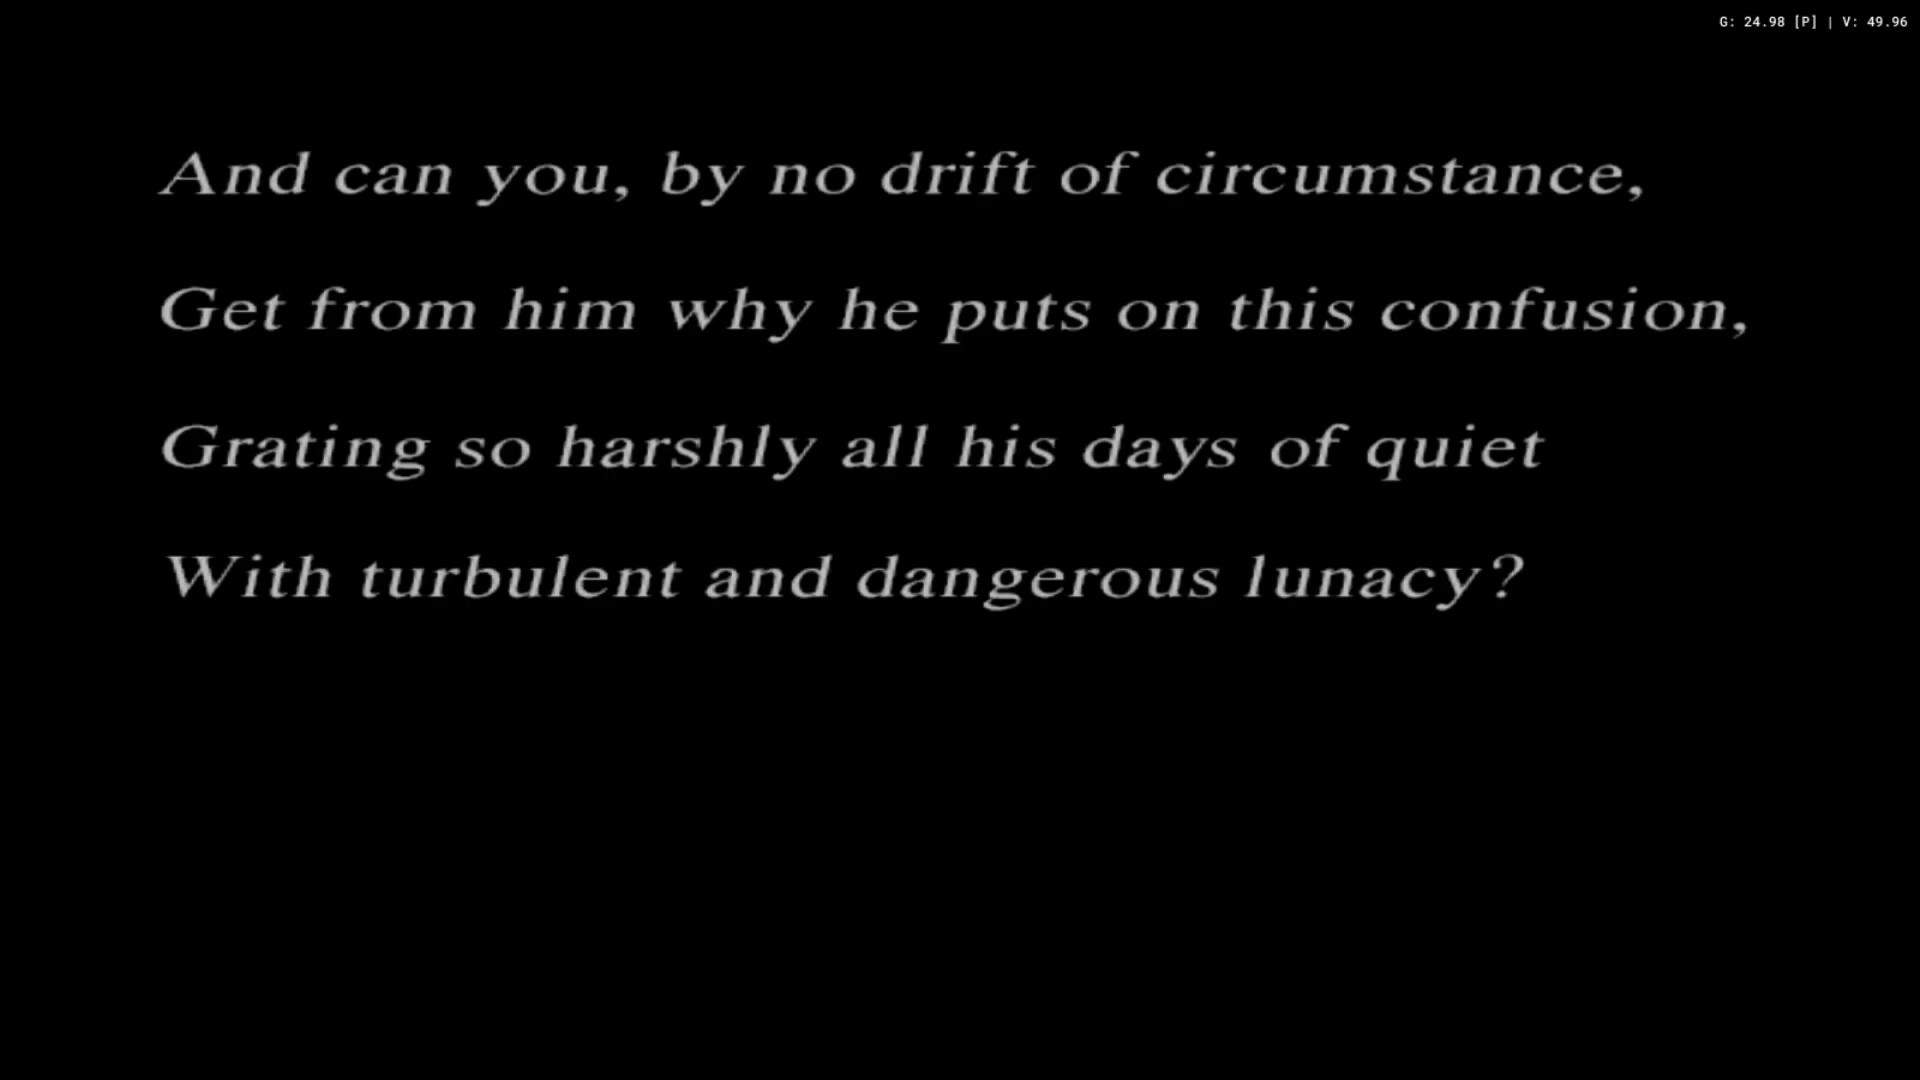 G: 24.98 [P] | V: 49.96
And can you, by no drift of circumstance,
Get from him why he puts on this confusion,
Grating so harshly all his days of quiet
With turbulent and dangerous lunacy?